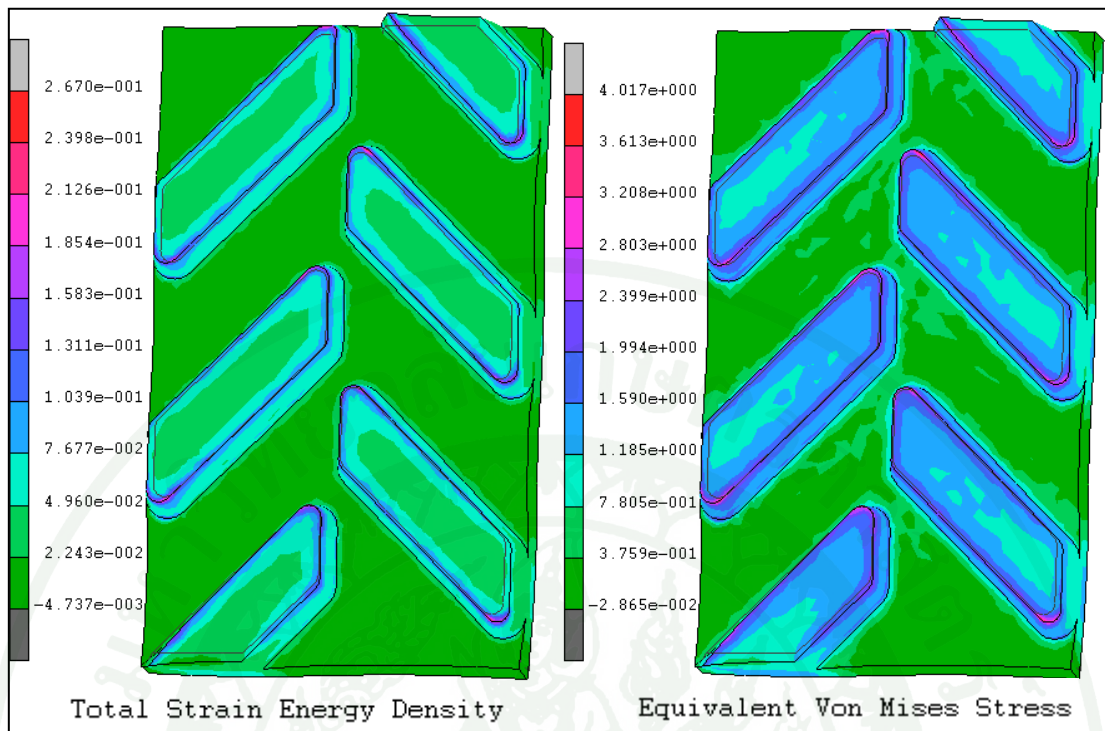 2.670e-001
2.398e-001
2.126e-001
1.854e-001
1.583e-001
1.311e-001
1.039e-001
7.677e-002
4.960e-002
2.243e-002
-4.737e-003
Total Strain Energy Density
4.017e+000
3.613e+000
3.208e+000
2.803e+000
2.399e+000
1.994e+000
1.590e+000
1.185e+000
7.805e-001
3.759e-001
-2.865e-002
Equivalent Von Mises Stress